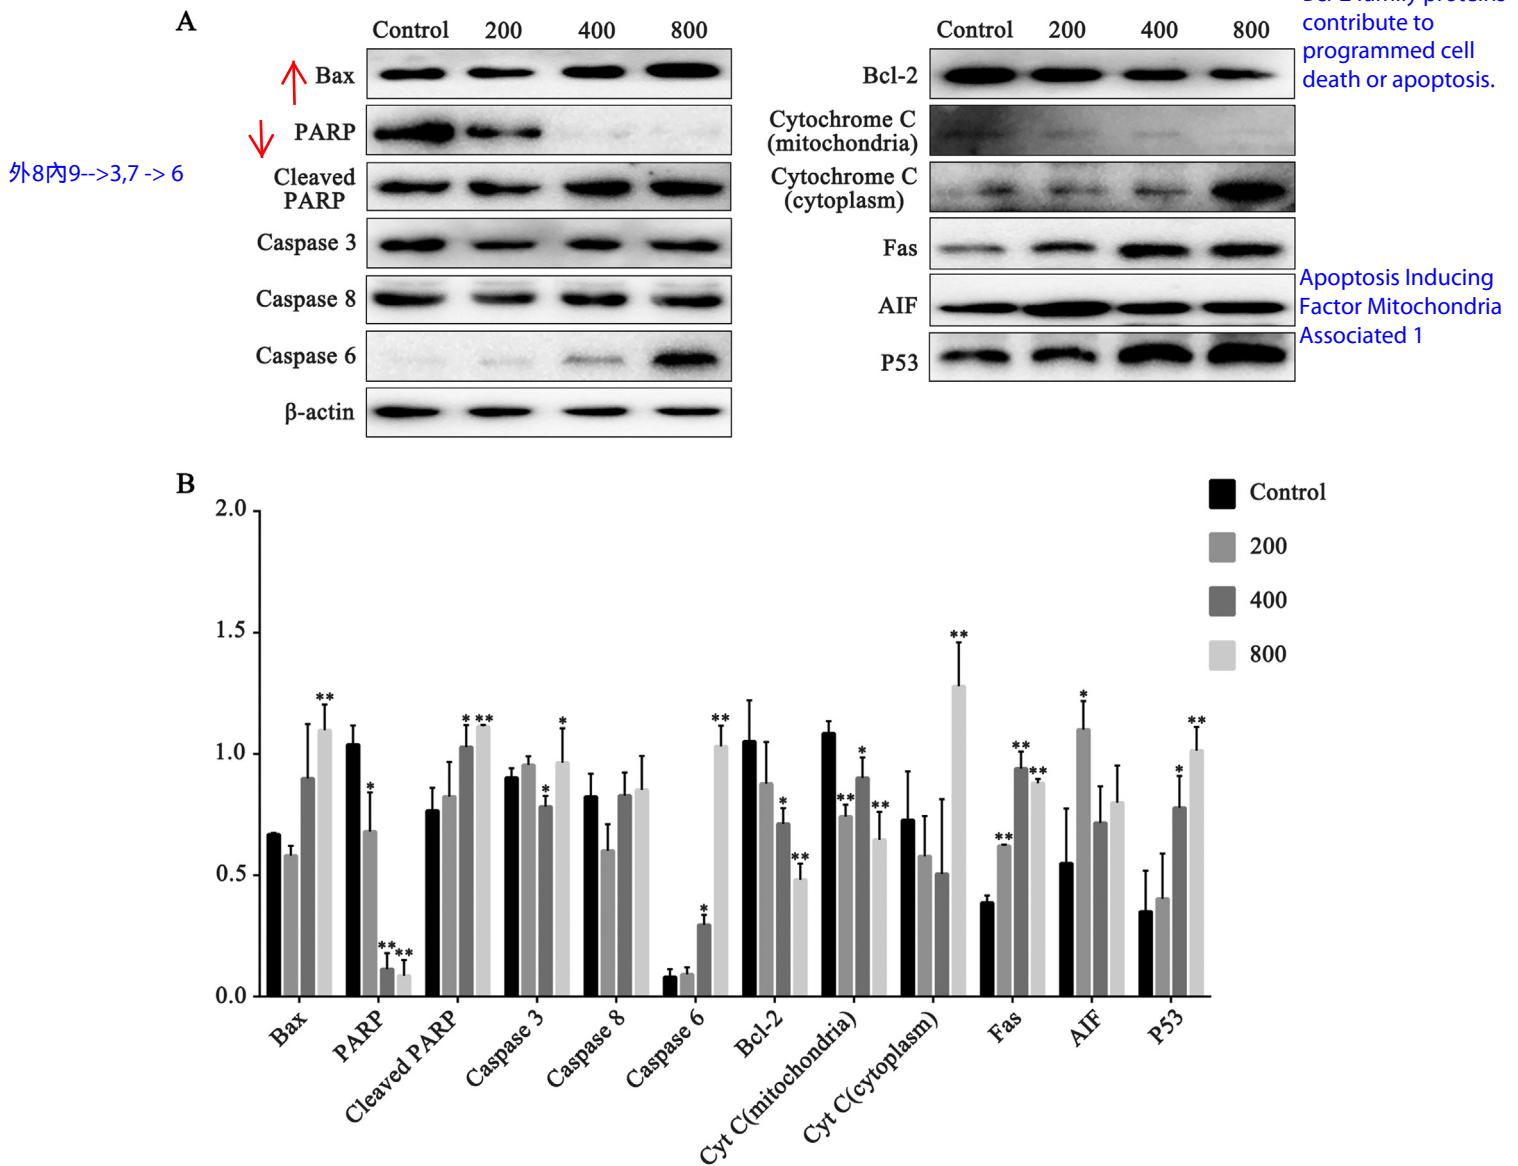 A
Control 200 400 800
Bax
PARP
Cleaved
PARP
Caspase 3
Caspase 8
Caspase 6
β-actin
外8內9-->3,7 -> 6
Control 200 400 800
Bcl-2
Cytochrome C
(mitochondria)
Cytochrome C
(cytoplasm)
Fas
AIF
P53
family proteins
contribute to
programmed cell
death or apoptosis.
Apoptosis Inducing
Factor Mitochondria
Associated 1
B
Control
200
400
800
2.0
1.5
1.0
0.5
0.0
** * ** ** * ** * * * ** * ** ** * ** ** ** ** ** * * **
Bax
PARP
Cleaved PARP
Caspase 3
Caspase 8
Caspase 6
Bcl-2
Cyt C(mitochondria)
Cyt C(cytoplasm)
Fas
AIF
P53